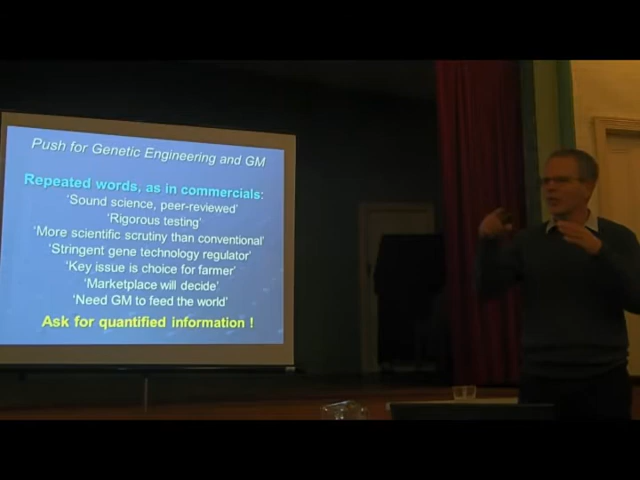 Push for Genetic Engineering and GM
Repeated words, as in commercials:
‘Sound science, peer-reviewed’
‘Rigorous testing’
‘More scientific scrutiny than conventional’
‘Stringent gene technology regulator’
‘Key issue is choice for farmer’
‘Marketplace will decide’
‘Need GM to feed the world’
Ask for quantified information !